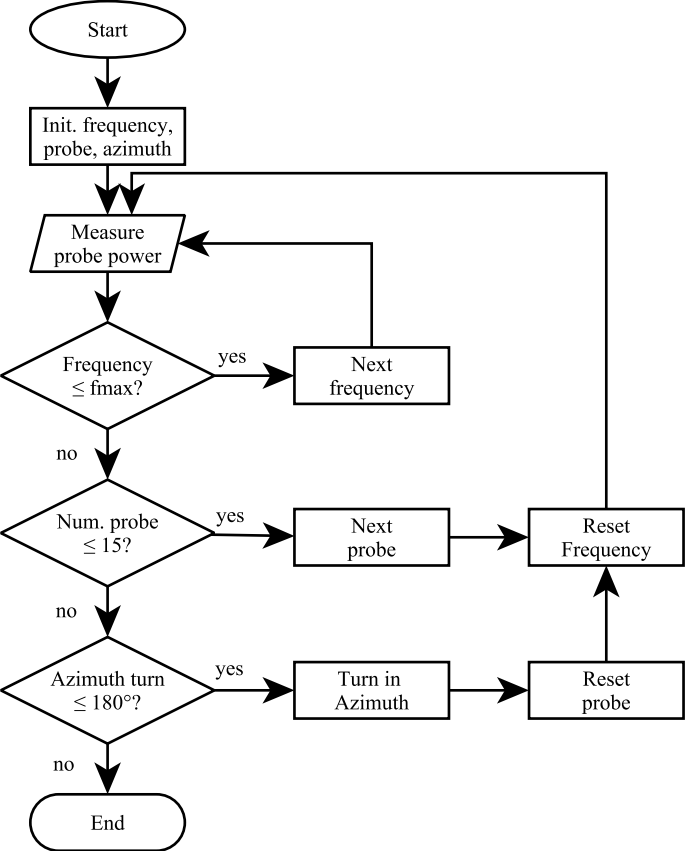 Start
Init. frequency,
probe, azimuth
Measure
probe power
Frequency
≤ fmax?
yes
Next
frequency
no
Num. probe
≤ 15?
yes
Next
probe
Reset
Frequency
no
Azimuth turn
≤ 180°?
yes
Turn in
Azimuth
Reset
probe
no
End